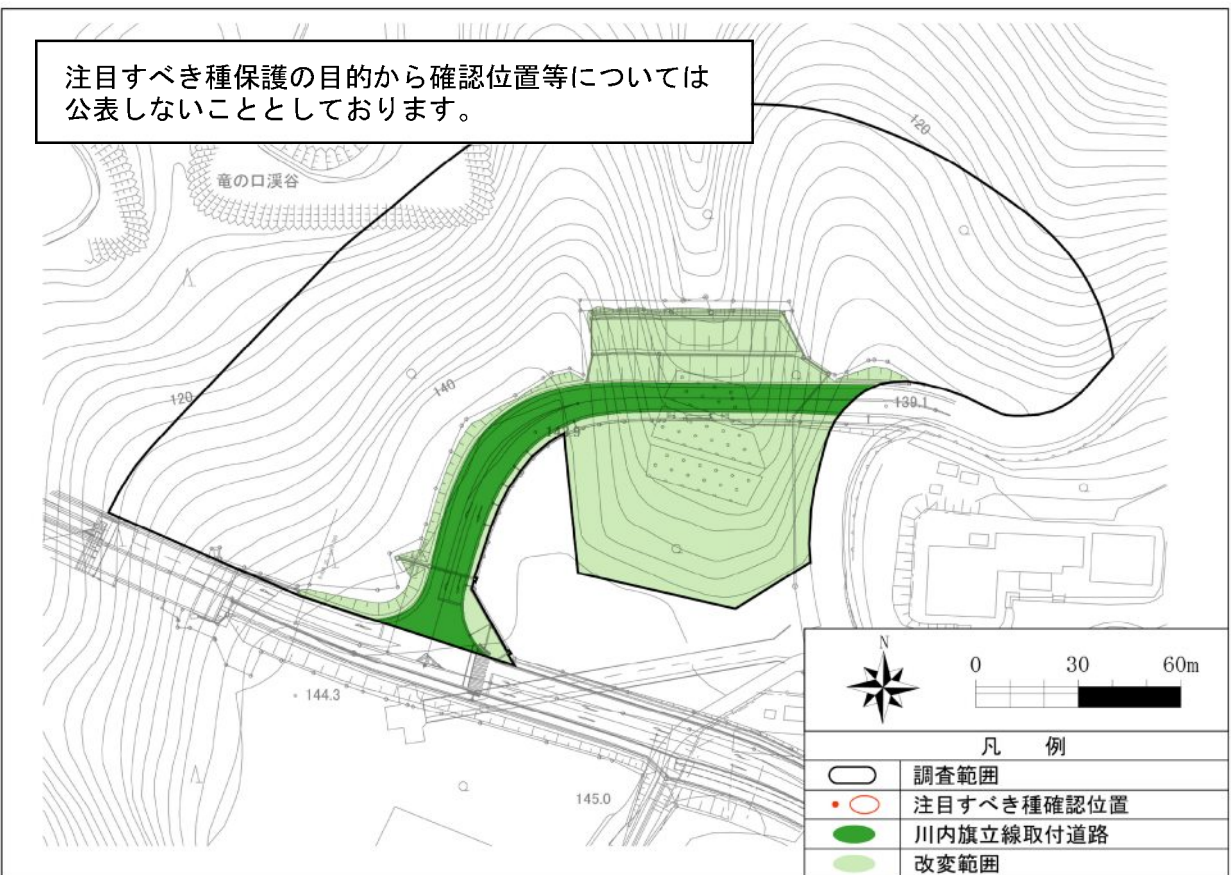 注目すべき種保護の目的から確認位置等については
公表しないこととしております。
120
竜の口渓谷
140
120
139.1
144.3
145.0
N
0 30 60m
凡 例
調査範囲
注目すべき種確認位置
川内旗立線取付道路
改変範囲